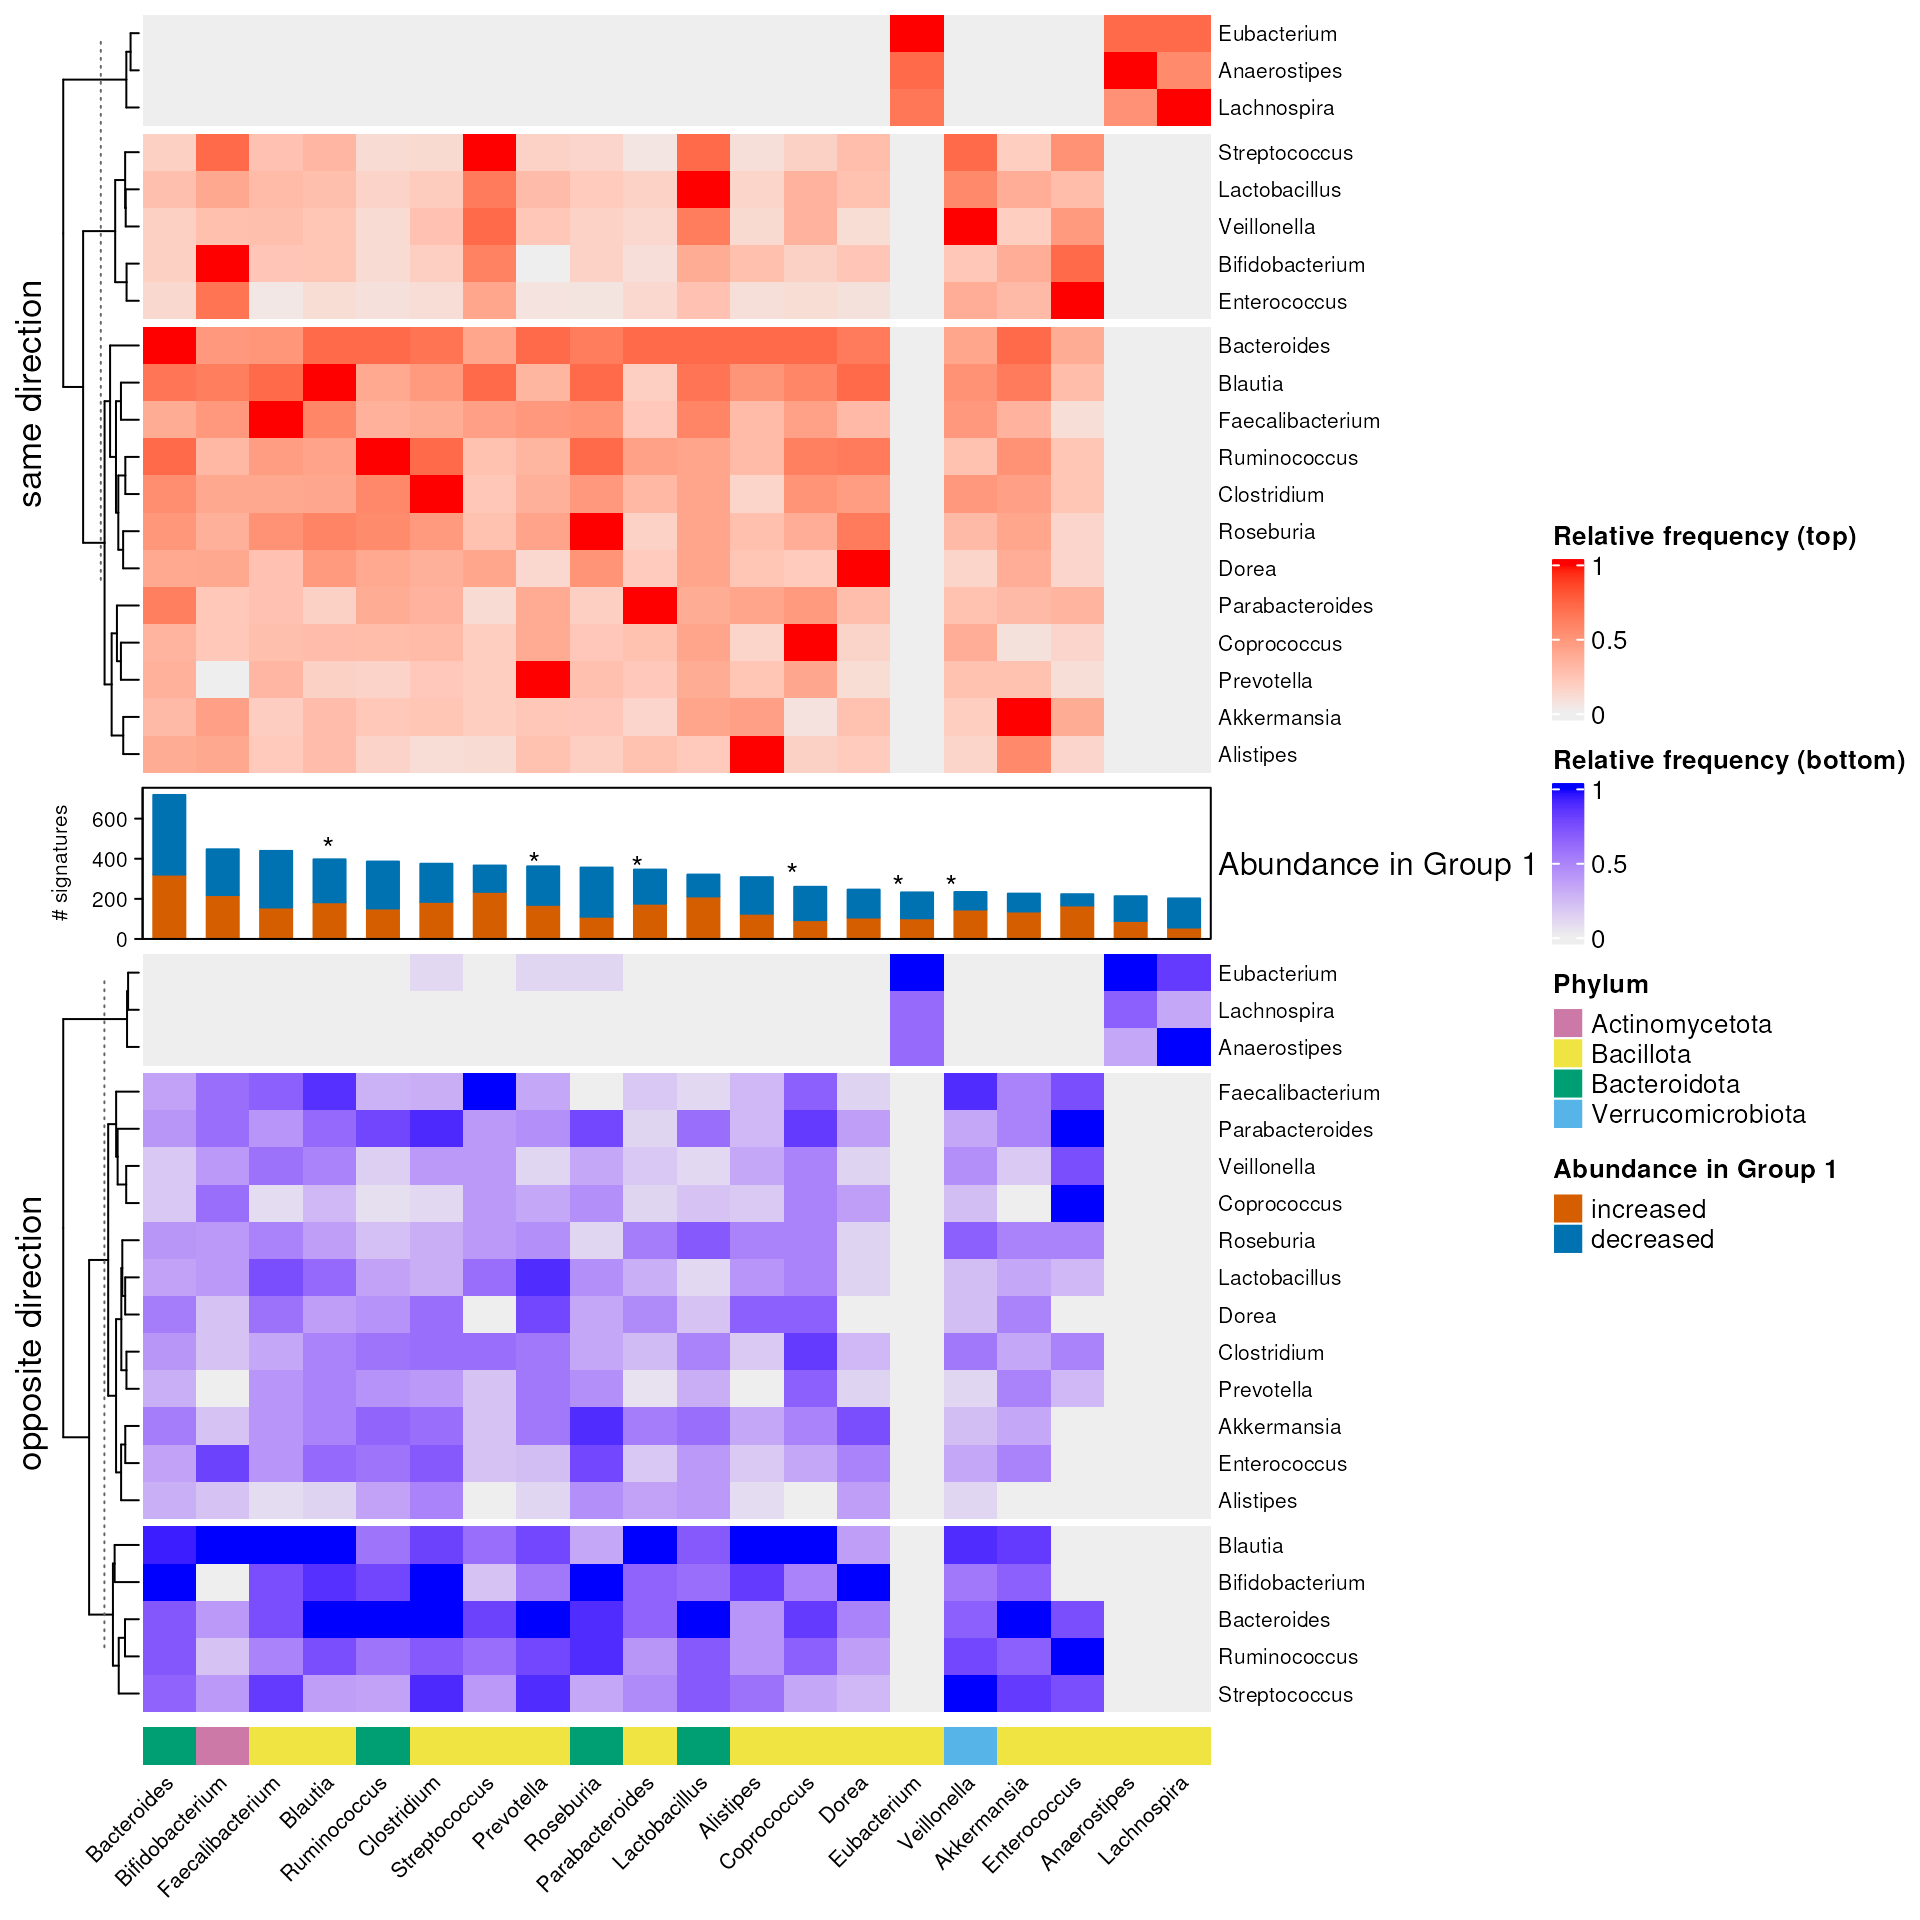 Eubacterium
Anaerostipes
Lachnospira
Streptococcus
Lactobacillus
Veillonella
Bifidobacterium
Enterococcus
same direction
Bacteroides
Blautia
Faecalibacterium
Ruminococcus
Clostridium
Roseburia
Dorea
Parabacteroides
Coprococcus
Prevotella
Akkermansia
Alistipes
# signatures
600
400
200
0
* * * * * *
Abundance in Group 1
Eubacterium
Lachnospira
Anaerostipes
Faecalibacterium
Parabacteroides
Veillonella
Coprococcus
opposite direction
Roseburia
Lactobacillus
Dorea
Clostridium
Prevotella
Akkermansia
Enterococcus
Alistipes
Blautia
Bifidobacterium
Bacteroides
Ruminococcus
Streptococcus
Bacteroides
Bifidobacterium
Faecalibacterium
Blautia
Ruminococcus
Clostridium
Streptococcus
Prevotella
Roseburia
Parabacteroides
Lactobacillus
Alistipes
Coprococcus
Dorea
Eubacterium
Veillonella
Akkermansia
Enterococcus
Anaerostipes
Lachnospira
Relative frequency (top)
1
0.5
0
Relative frequency (bottom)
1
0.5
0
Phylum
Actinomycetota
Bacillota
Bacteroidota
Verrucomicrobiota
Abundance in Group 1
increased
decreased